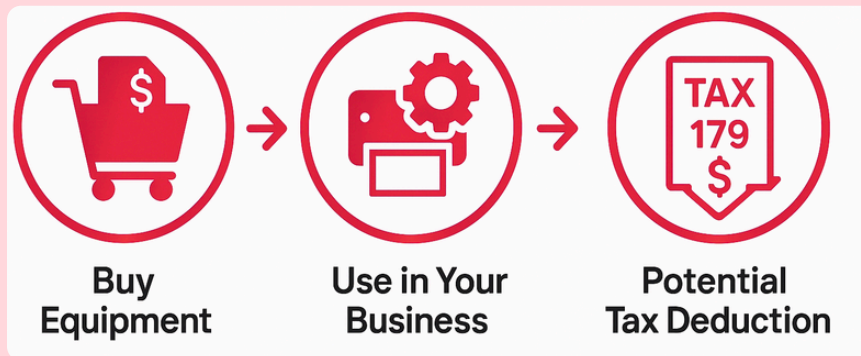 $
Buy
Equipment
Use in Your
Business
TAX
179
$
Potential
Tax Deduction